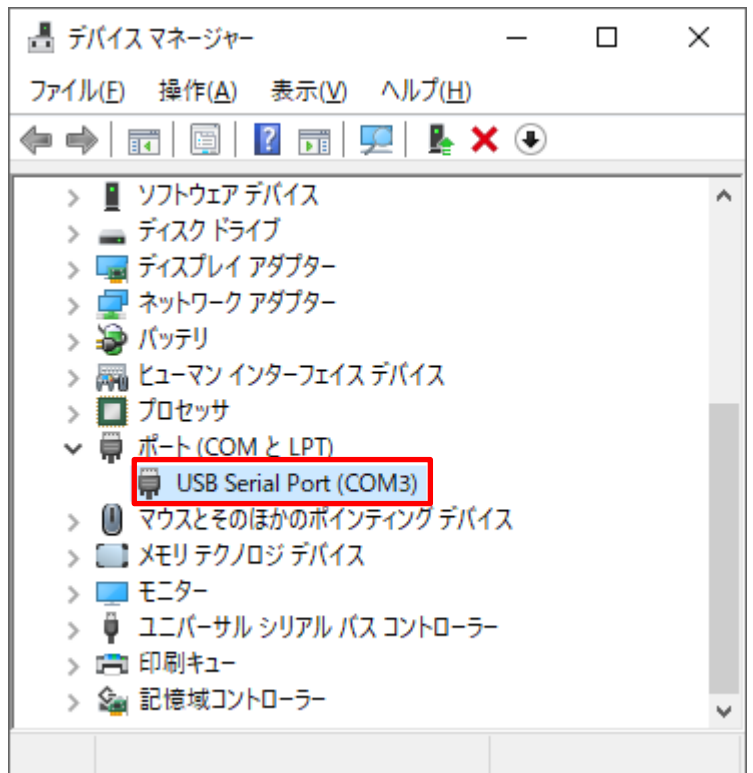 デバイス マネージャー
ファイル(F) 操作(A) 表示(V) ヘルプ(H)
ソフトウェア デバイス
ディスク ドライブ
ディスプレイ アダプター
ネットワーク アダプター
バッテリ
ヒューマン インターフェイス デバイス
プロセッサ
ポート (COM と LPT)
USB Serial Port (COM3)
マウスとそのほかのポインティング デバイス
メモリ テクノロジ デバイス
モニター
ユニバーサル シリアル バス コントローラー
印刷キュー
記憶域コントローラー